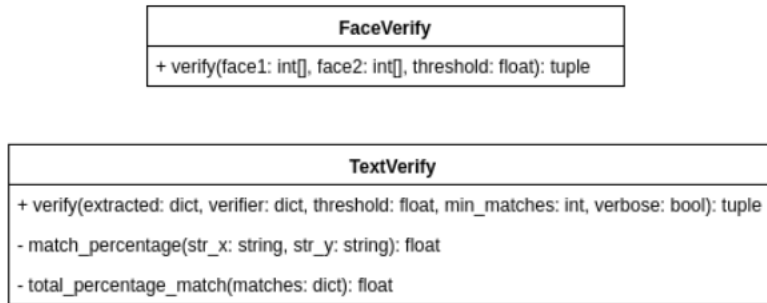 FaceVerify
+ verify(face1: int[], face2: int[], threshold: float): tuple
TextVerify
+ verify(extracted: dict, verifier: dict, threshold: float, min_matches: int, verbose: bool): tuple
- match_percentage(str_x: string, str_y: string): float
- total_percentage_match(matches: dict): float